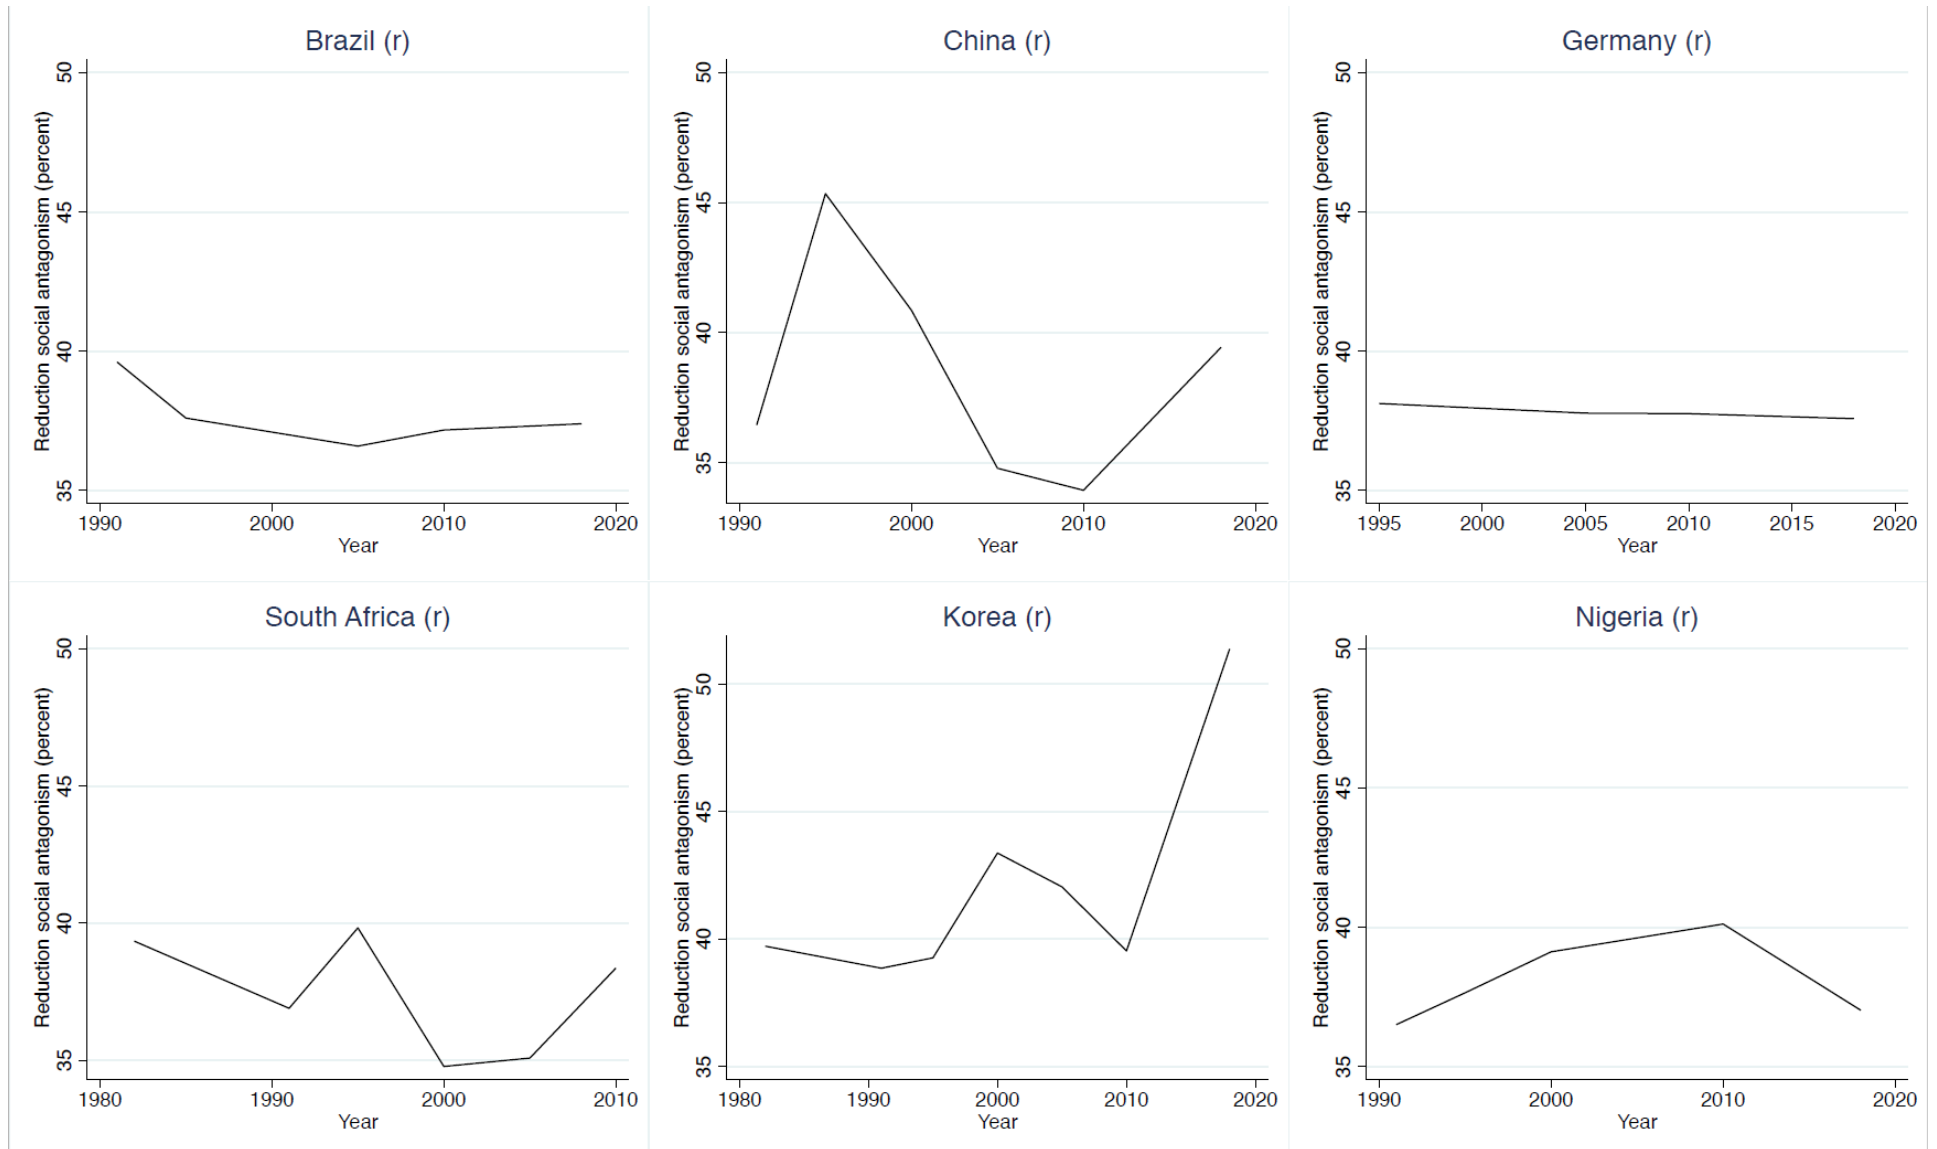 Brazil (r)
Reduction social antagonism (percent)
50
45
40
35
1990 2000 2010 2020
Year
China (r)
Reduction social antagonism (percent)
50
45
40
35
1990 2000 2010 2020
Year
Germany (r)
Reduction social antagonism (percent)
50
45
40
35
1995 2000 2005 2010 2015 2020
Year
South Africa (r)
Reduction social antagonism (percent)
50
45
40
35
1980 1990 2000 2010
Year
Korea (r)
Reduction social antagonism (percent)
50
45
40
35
1980 1990 2000 2010 2020
Year
Nigeria (r)
Reduction social antagonism (percent)
50
45
40
35
1990 2000 2010 2020
Year